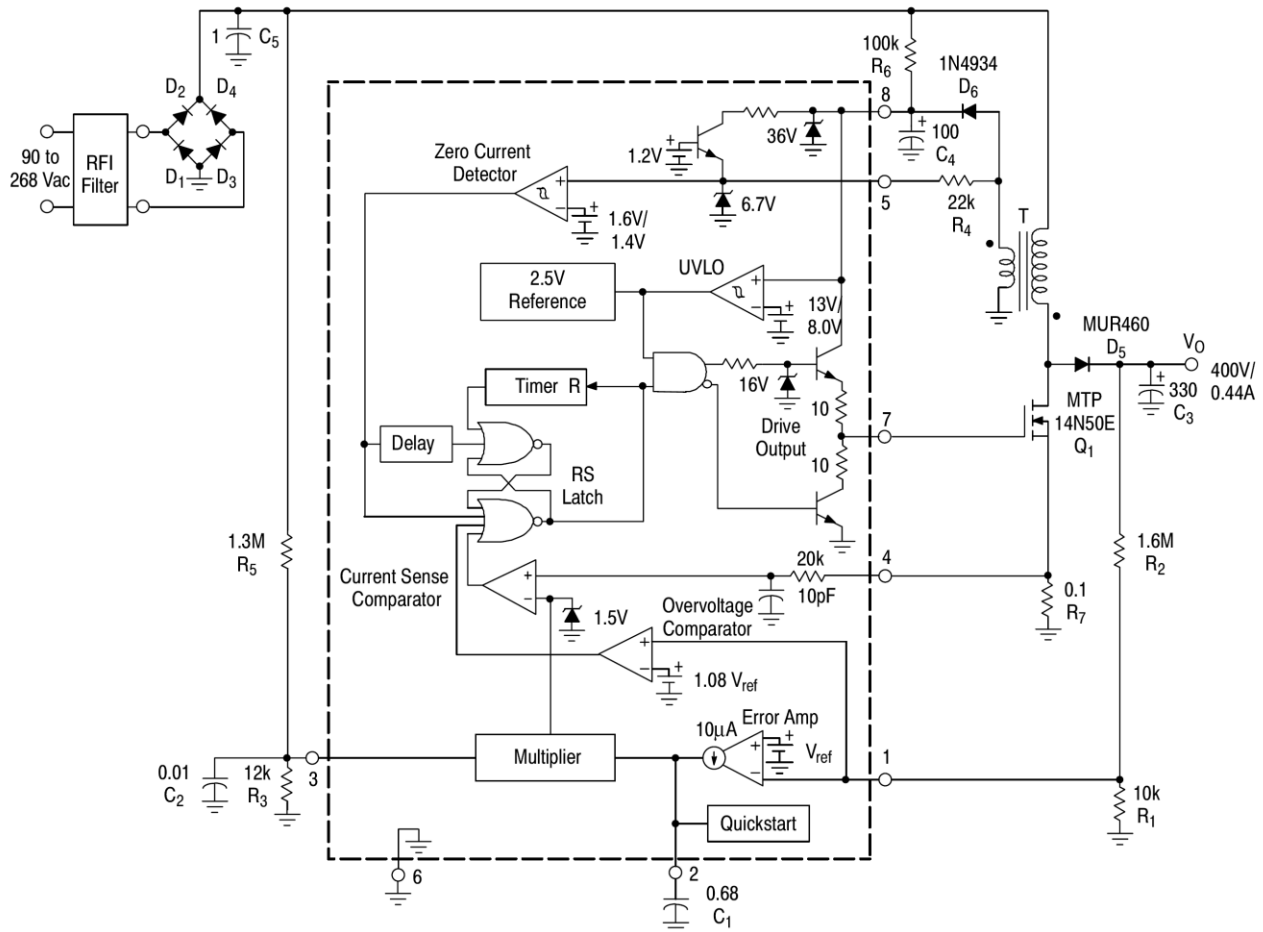 1 C5
100k
R6
1N4934
D6
D2 D4
8
36V
100
C4
RFI
Filter
90 to
268 Vac
D1 D3
1.2V
Zero Current
Detector
+
−
1.6V/
1.4V
6.7V
5
22k
R4
T
2.5V
Reference
UVLO
+
−
13V/
8.0V
MUR460
D5
VO
400V/
0.44A
330
C3
Timer R
16V
10
Drive
Output
10
7
MTP
14N50E
Q1
Delay
RS
Latch
1.3M
R5
1.6M
R2
20k
10pF
4
Current Sense
Comparator
+
−
1.5V
Overvoltage
Comparator
+
−
1.08 Vref
0.1
R7
10μA
Error Amp
+
−
Vref
1
Multiplier
3
0.01
C2
12k
R3
10k
R1
Quickstart
6
2
0.68
C1